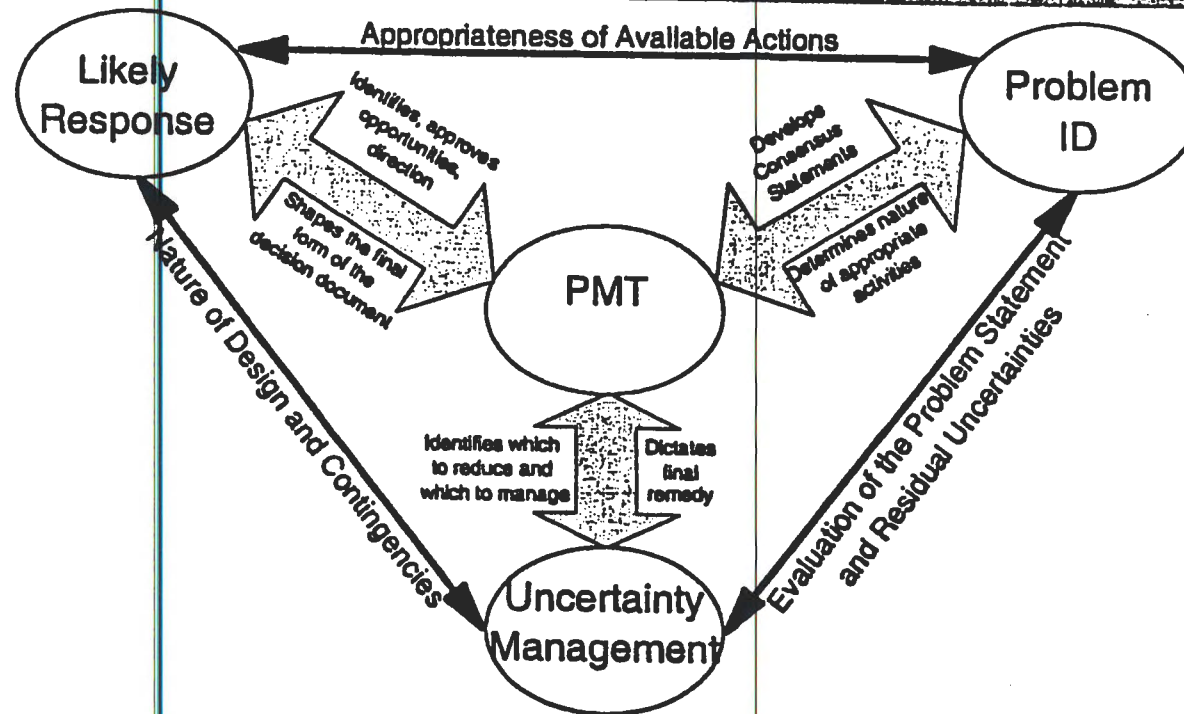 Appropriateness of Available Actions
Likely
Response
Problem
ID
Identifies, approves
opportunities,
direction
Shapes the final
form of the
decision document
Develops
Consensus
Statements
Determines nature
of appropriate
activities
PMT
Nature of Design and Contingencies
Identifies which
to reduce and
which to manage
Dictates
final
remedy
Evaluation of the Problem Statement
and Residual Uncertainties
Uncertainty
Management